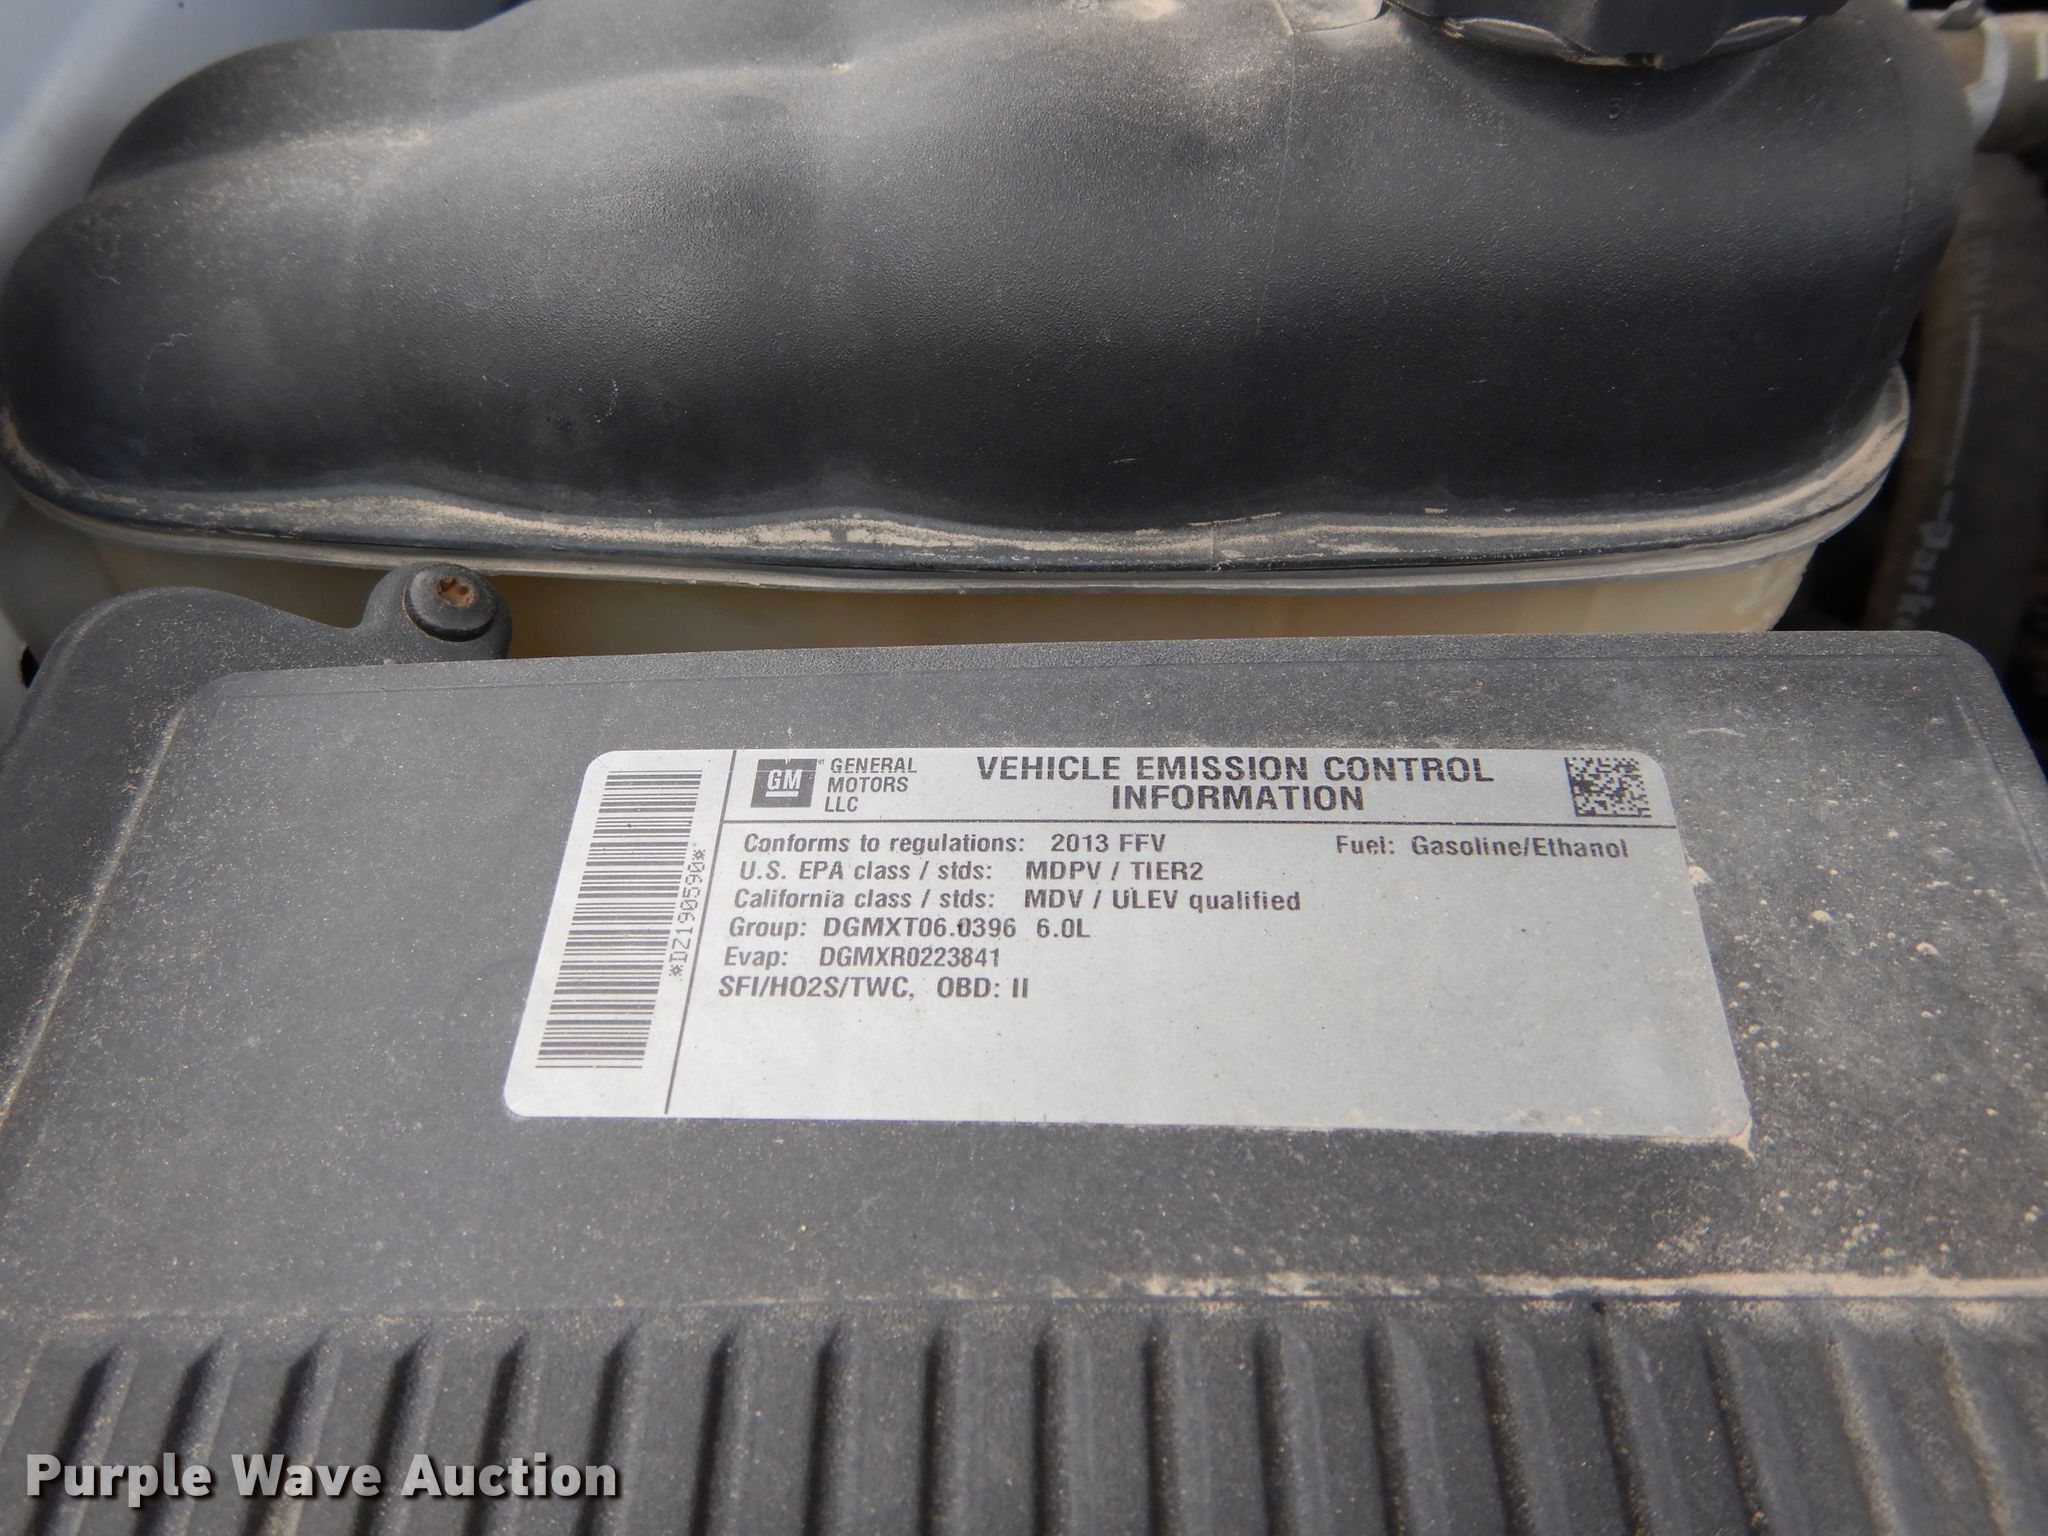 GM
GENERAL
MOTORS
LLC
VEHICLE EMISSION CONTROL
INFORMATION
Conforms to regulations: 2013 FFV
Fuel: Gasoline/Ethanol
U.S. EPA class / stds: MDPV / TIER2
California class / stds: MDV / ULEV qualified
Group: DGMXT06.0396 6.0L
Evap: DGMXR0223841
SFI/HO2S/TWC, OBD: II
*DZ190590*
Purple Wave Auction